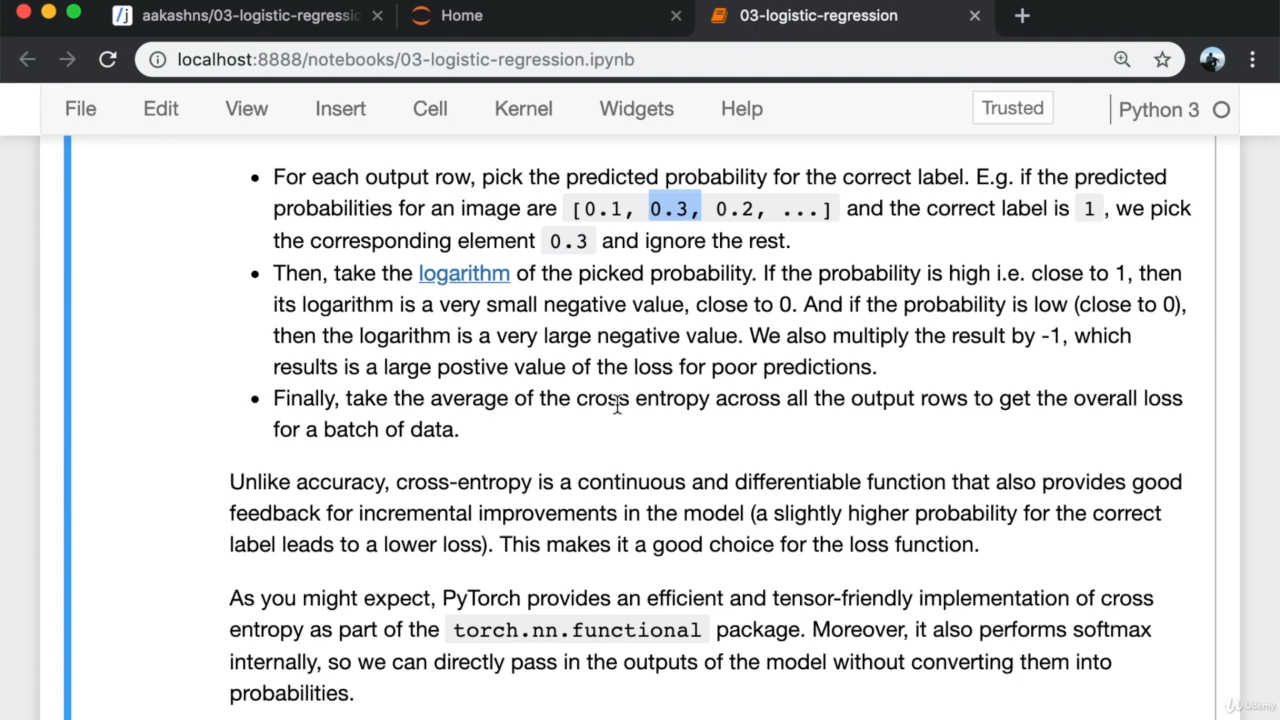 aakashns/03-logistic-regressio
Home
03-logistic-regression
localhost:8888/notebooks/03-logistic-regression.ipynb
File Edit View Insert Cell Kernel Widgets Help Trusted Python 3
• For each output row, pick the predicted probability for the correct label. E.g. if the predicted
probabilities for an image are [0.1, 0.3, 0.2, ...] and the correct label is 1, we pick
the corresponding element 0.3 and ignore the rest.
• Then, take the logarithm of the picked probability. If the probability is high i.e. close to 1, then
its logarithm is a very small negative value, close to 0. And if the probability is low (close to 0),
then the logarithm is a very large negative value. We also multiply the result by -1, which
results is a large postive value of the loss for poor predictions.
• Finally, take the average of the cross entropy across all the output rows to get the overall loss
for a batch of data.
Unlike accuracy, cross-entropy is a continuous and differentiable function that also provides good
feedback for incremental improvements in the model (a slightly higher probability for the correct
label leads to a lower loss). This makes it a good choice for the loss function.
As you might expect, PyTorch provides an efficient and tensor-friendly implementation of cross
entropy as part of the torch.nn.functional package. Moreover, it also performs softmax
internally, so we can directly pass in the outputs of the model without converting them into
probabilities.
Udemy